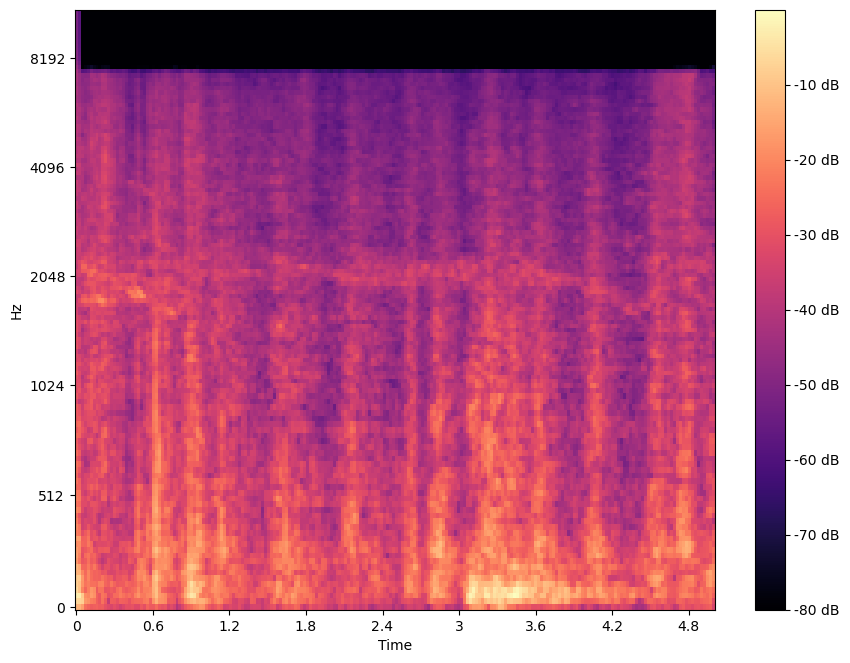 8192
4096
2048
1024
512
0
Hz
0 0.6 1.2 1.8 2.4 3 3.6 4.2 4.8
Time
-10 dB
-20 dB
-30 dB
-40 dB
-50 dB
-60 dB
-70 dB
-80 dB